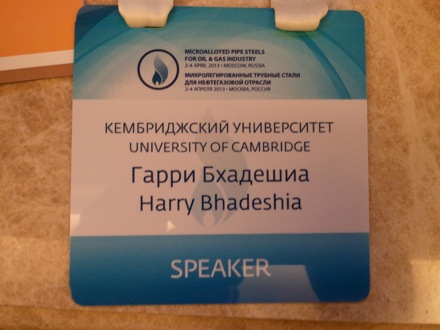 MICROALLOYED PIPE STEELS
FOR OIL & GAS INDUSTRY
2-4 APRIL, 2013 • MOSCOW, RUSSIA
МИКРОЛЕГИРОВАННЫЕ ТРУБНЫЕ СТАЛИ
ДЛЯ НЕФТЕГАЗОВОЙ ОТРАСЛИ
2-4 АПРЕЛЯ 2013 • МОСКВА, РОССИЯ
КЕМБРИДЖСКИЙ УНИВЕРСИТЕТ
UNIVERSITY OF CAMBRIDGE
Гарри Бхадешиа
Harry Bhadeshia
SPEAKER